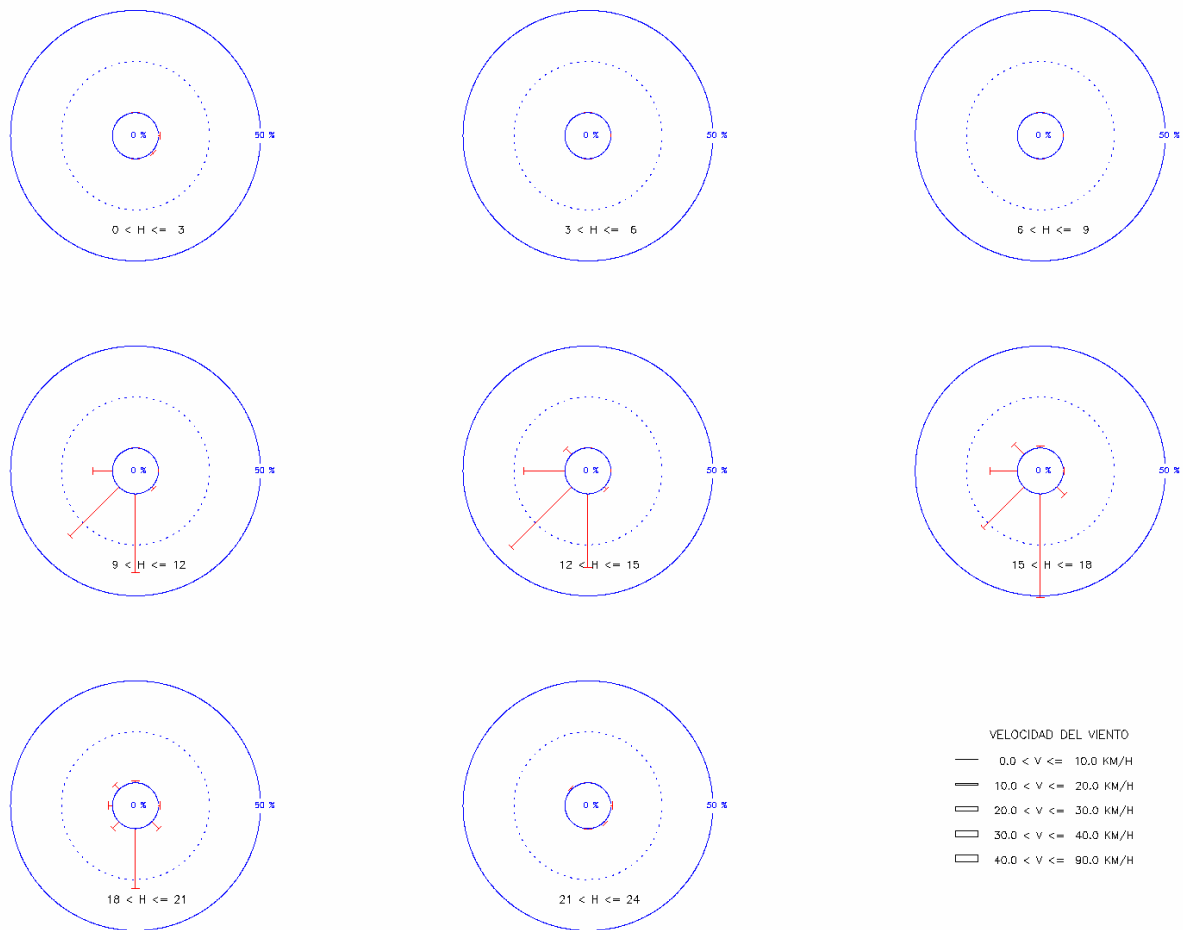 0 %
50 %
0 < H <= 3
0 %
50 %
3 < H <= 6
0 %
50 %
6 < H <= 9
0 %
50 %
9 < H <= 12
0 %
50 %
12 < H <= 15
0 %
50 %
15 < H <= 18
0 %
50 %
18 < H <= 21
0 %
50 %
21 < H <= 24
VELOCIDAD DEL VIENTO
0.0 < V <= 10.0 KM/H
10.0 < V <= 20.0 KM/H
20.0 < V <= 30.0 KM/H
30.0 < V <= 40.0 KM/H
40.0 < V <= 90.0 KM/H